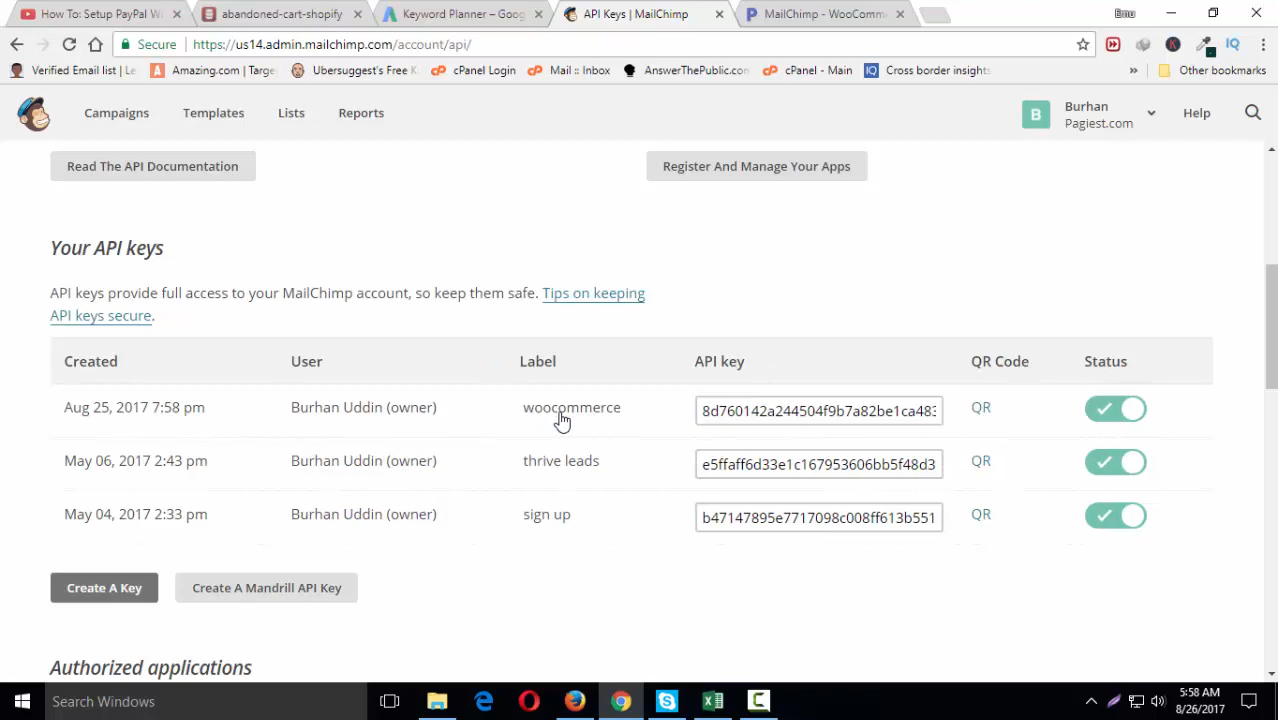 How To: Setup PayPal W
abandoned-cart-shopify
Keyword Planner – Goog
API Keys | MailChimp
MailChimp - WooComm
Bmu
Secure
https://us14.admin.mailchimp.com/account/api/
IQ
Verified Email list | Le
Amazing.com | Targe
Ubersuggest's Free K
cPanel Login
Mail :: Inbox
AnswerThePublic.com
cPanel - Main
Cross border insights
Other bookmarks
Campaigns
Templates
Lists
Reports
B
Burhan
Pagiest.com
Help
Read The API Documentation
Register And Manage Your Apps
Your API keys
API keys provide full access to your MailChimp account, so keep them safe. Tips on keeping
API keys secure.
Created User Label API key QR Code Status
Aug 25, 2017 7:58 pm Burhan Uddin (owner) woocommerce 8d760142a244504f9b7a82be1ca483 QR
May 06, 2017 2:43 pm Burhan Uddin (owner) thrive leads e5ffaff6d33e1c167953606bb5f48d3 QR
May 04, 2017 2:33 pm Burhan Uddin (owner) sign up b47147895e7717098c008ff613b551 QR
Create A Key
Create A Mandrill API Key
Authorized applications
Search Windows
5:58 AM
8/26/2017